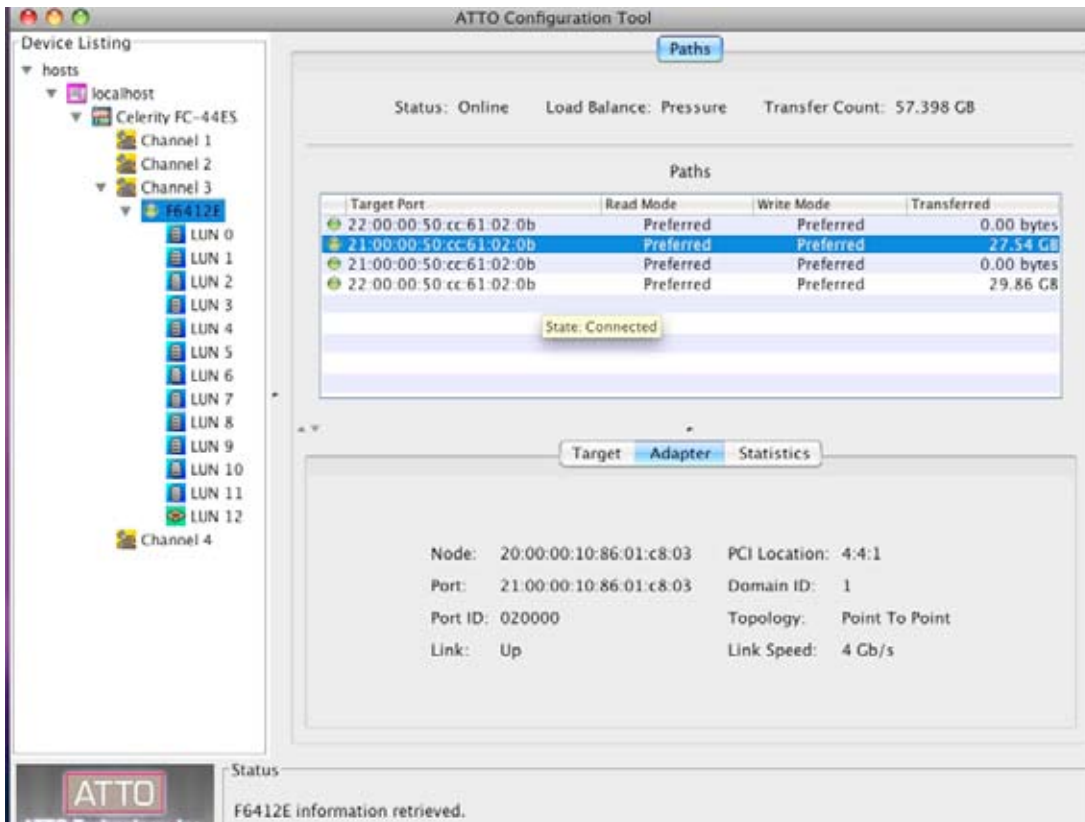 ATTO Configuration Tool
Device Listing
hosts
localhost
Celerity FC-44ES
Channel 1
Channel 2
Channel 3
F6412E
LUN 0
LUN 1
LUN 2
LUN 3
LUN 4
LUN 5
LUN 6
LUN 7
LUN 8
LUN 9
LUN 10
LUN 11
LUN 12
Channel 4
Paths
Status: Online Load Balance: Pressure Transfer Count: 57.398 GB
Paths
Target Port Read Mode Write Mode Transferred
22:00:00:50:cc:61:02:0b Preferred Preferred 0.00 bytes
21:00:00:50:cc:61:02:0b Preferred Preferred 27.54 GB
21:00:00:50:cc:61:02:0b Preferred Preferred 0.00 bytes
22:00:00:50:cc:61:02:0b Preferred Preferred 29.86 GB
State: Connected
Target Adapter Statistics
Node: 20:00:00:10:86:01:c8:03 PCI Location: 4:4:1
Port: 21:00:00:10:86:01:c8:03 Domain ID: 1
Port ID: 020000 Topology: Point To Point
Link: Up Link Speed: 4 Gb/s
ATTO
Status
F6412E information retrieved.